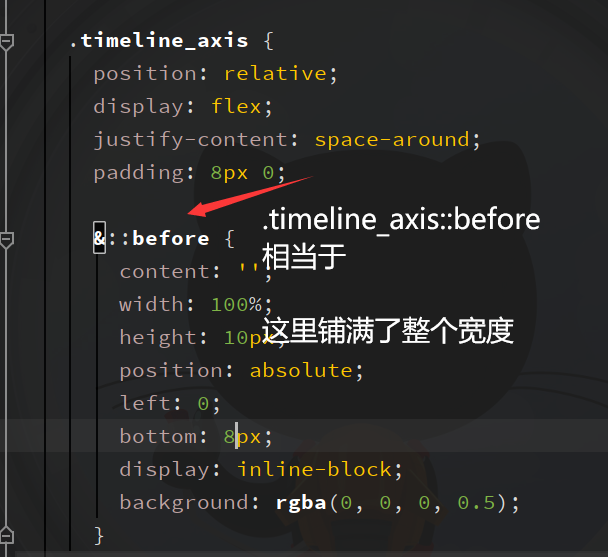 .timeline_axis {
position: relative;
display: flex;
justify-content: space-around;
padding: 8px 0;
&::before {
.timeline_axis::before
相当于
content: '';
width: 100%;
height: 10px;
这里铺满了整个宽度
position: absolute;
left: 0;
bottom: 8px;
display: inline-block;
background: rgba(0, 0, 0, 0.5);
}